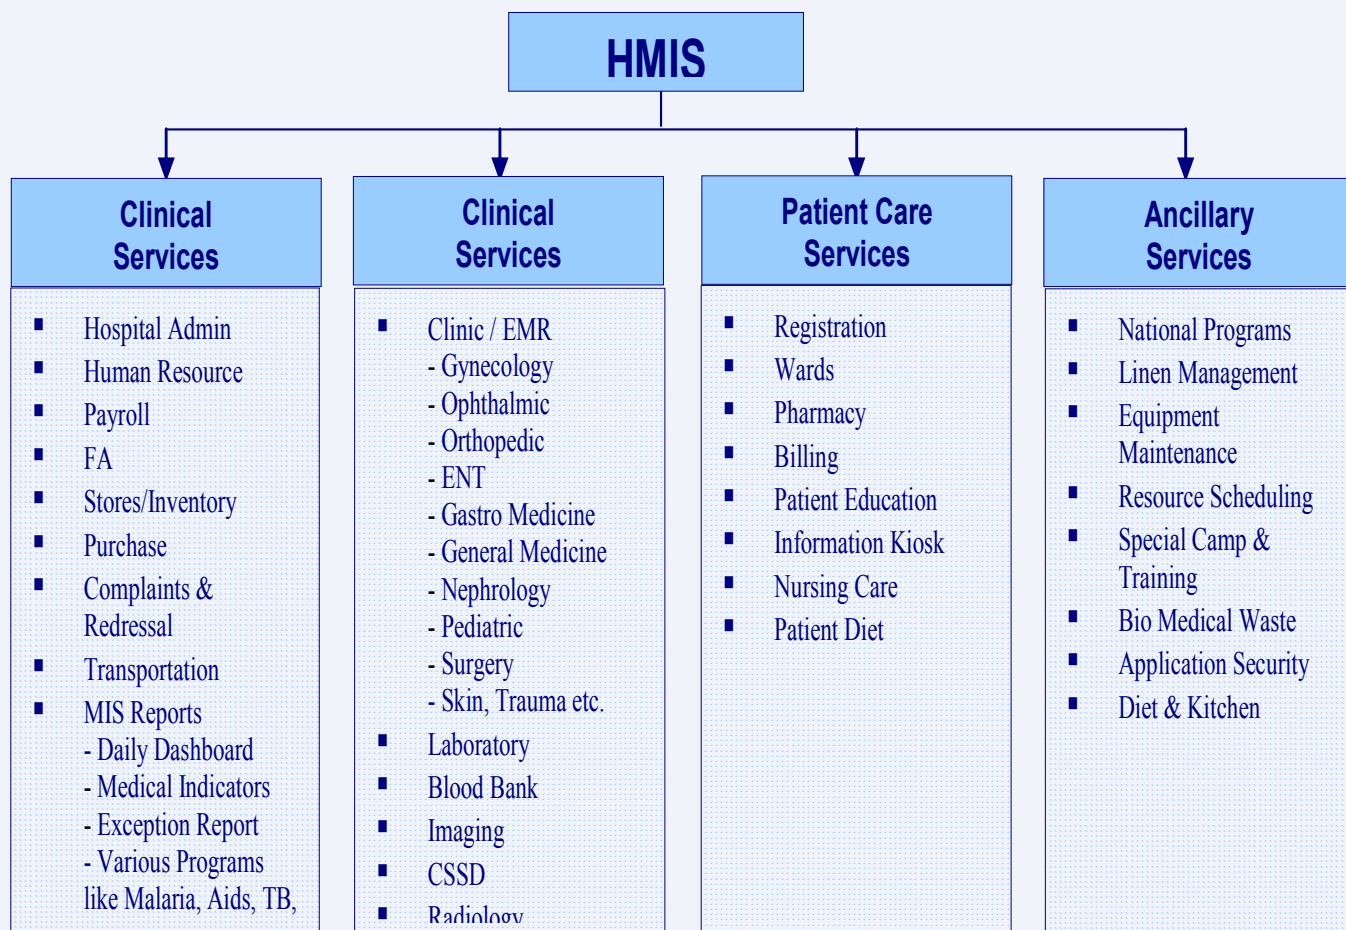 HMIS
Clinical
Services
Hospital Admin
Human Resource
Payroll
FA
Stores/Inventory
Purchase
Complaints &
Redressal
Transportation
MIS Reports
- Daily Dashboard
- Medical Indicators
- Exception Report
- Various Programs
like Malaria, Aids, TB,
Clinical
Services
Clinic / EMR
- Gynecology
- Ophthalmic
- Orthopedic
- ENT
- Gastro Medicine
- General Medicine
- Nephrology
- Pediatric
- Surgery
- Skin, Trauma etc.
Laboratory
Blood Bank
Imaging
CSSD
Radiology
Patient Care
Services
Registration
Wards
Pharmacy
Billing
Patient Education
Information Kiosk
Nursing Care
Patient Diet
Ancillary
Services
National Programs
Linen Management
Equipment
Maintenance
Resource Scheduling
Special Camp &
Training
Bio Medical Waste
Application Security
Diet & Kitchen